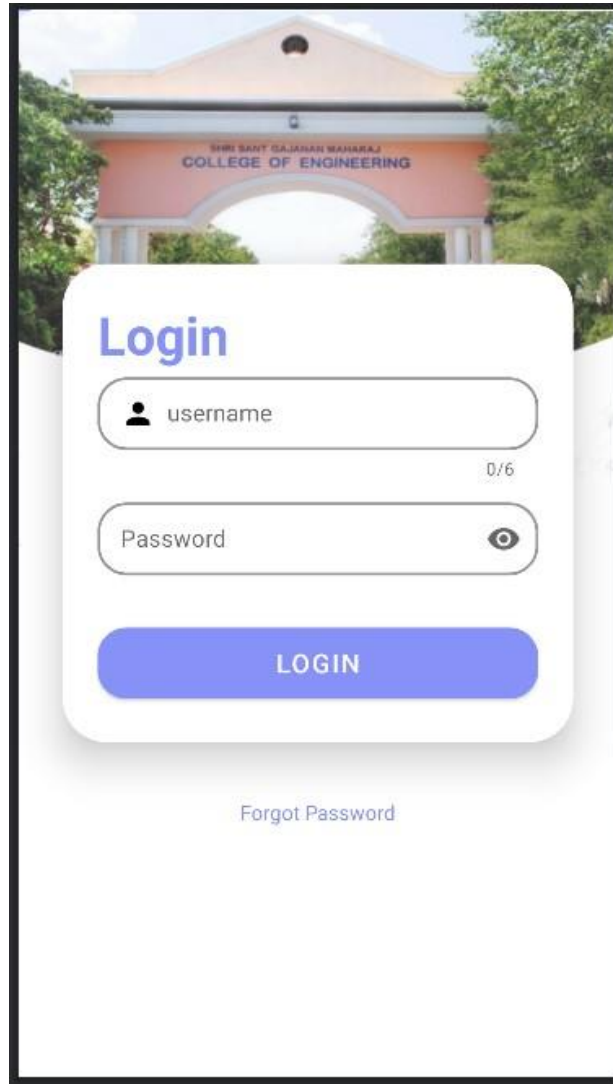 SHRI SANT GAJANAN MAHARAJ
COLLEGE OF ENGINEERING
Login
username
0/6
Password
LOGIN
Forgot Password